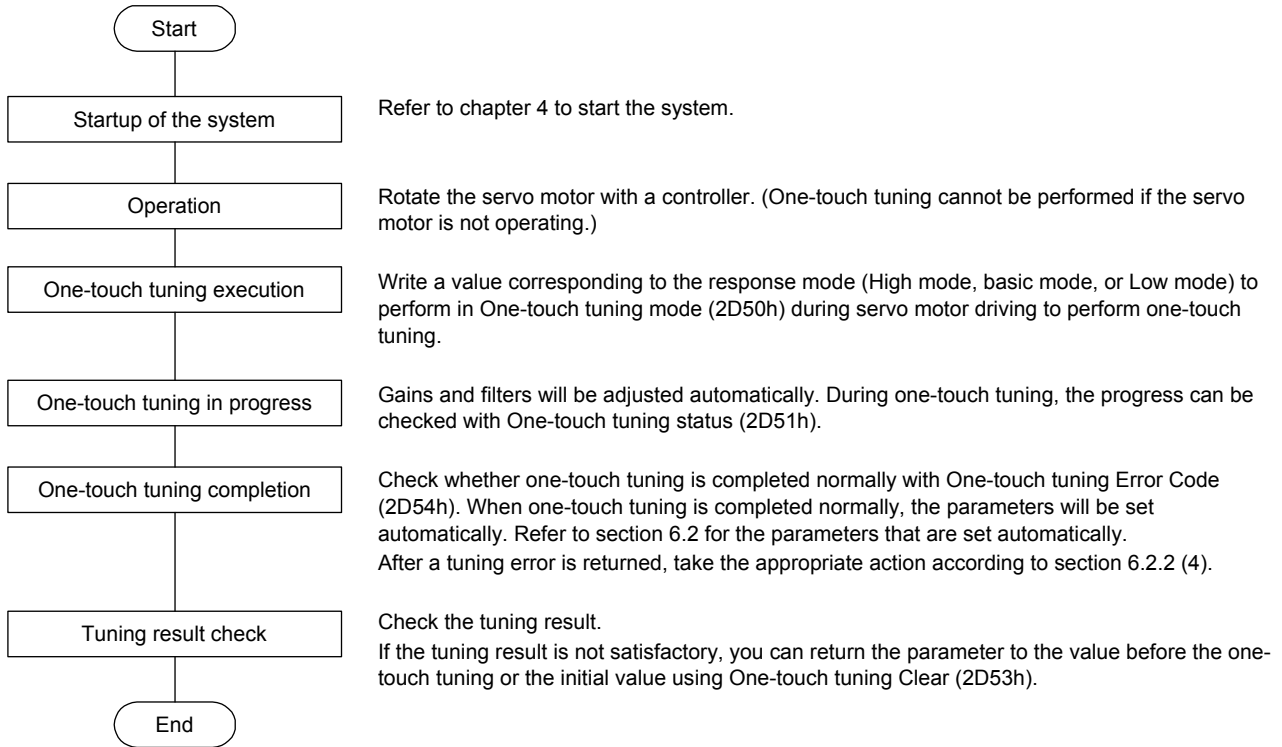 Start
Startup of the system
Refer to chapter 4 to start the system.
Operation
Rotate the servo motor with a controller. (One-touch tuning cannot be performed if the servo
motor is not operating.)
One-touch tuning execution
Write a value corresponding to the response mode (High mode, basic mode, or Low mode) to
perform in One-touch tuning mode (2D50h) during servo motor driving to perform one-touch
tuning.
One-touch tuning in progress
Gains and filters will be adjusted automatically. During one-touch tuning, the progress can be
checked with One-touch tuning status (2D51h).
One-touch tuning completion
Check whether one-touch tuning is completed normally with One-touch tuning Error Code
(2D54h). When one-touch tuning is completed normally, the parameters will be set
automatically. Refer to section 6.2 for the parameters that are set automatically.
After a tuning error is returned, take the appropriate action according to section 6.2.2 (4).
Tuning result check
Check the tuning result.
If the tuning result is not satisfactory, you can return the parameter to the value before the one-
touch tuning or the initial value using One-touch tuning Clear (2D53h).
End